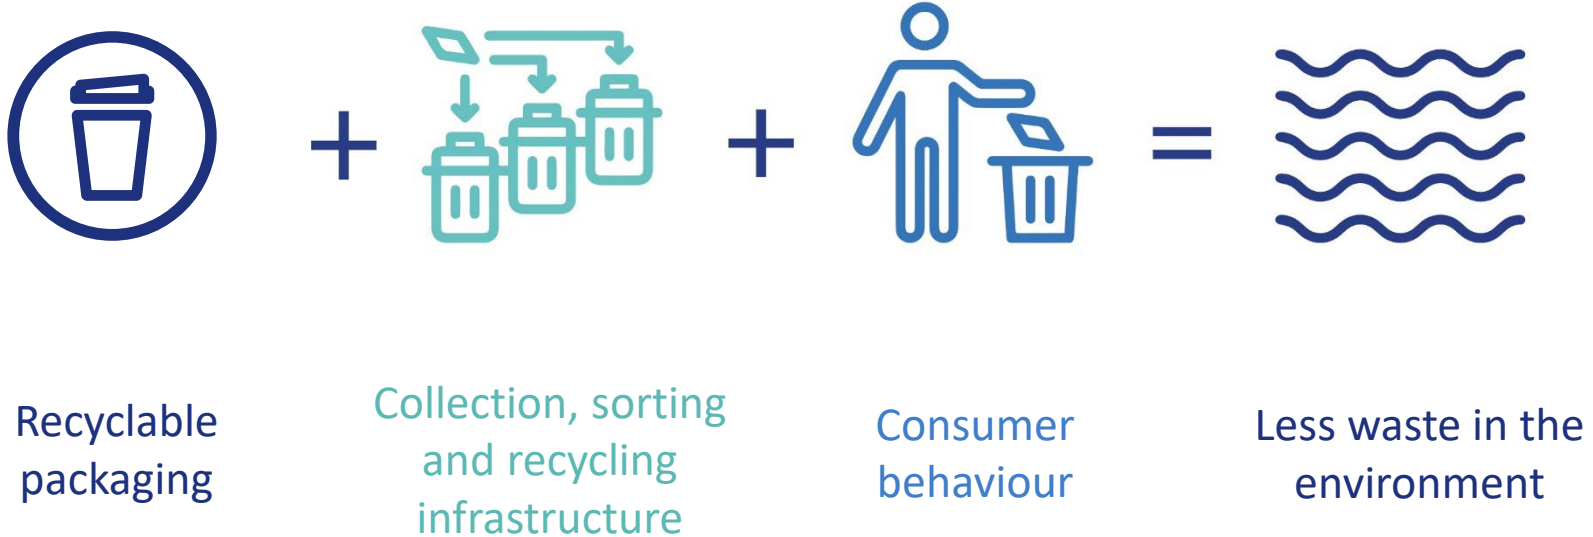 + + =
Recyclable
packaging
Collection, sorting
and recycling
infrastructure
Consumer
behaviour
Less waste in the
environment